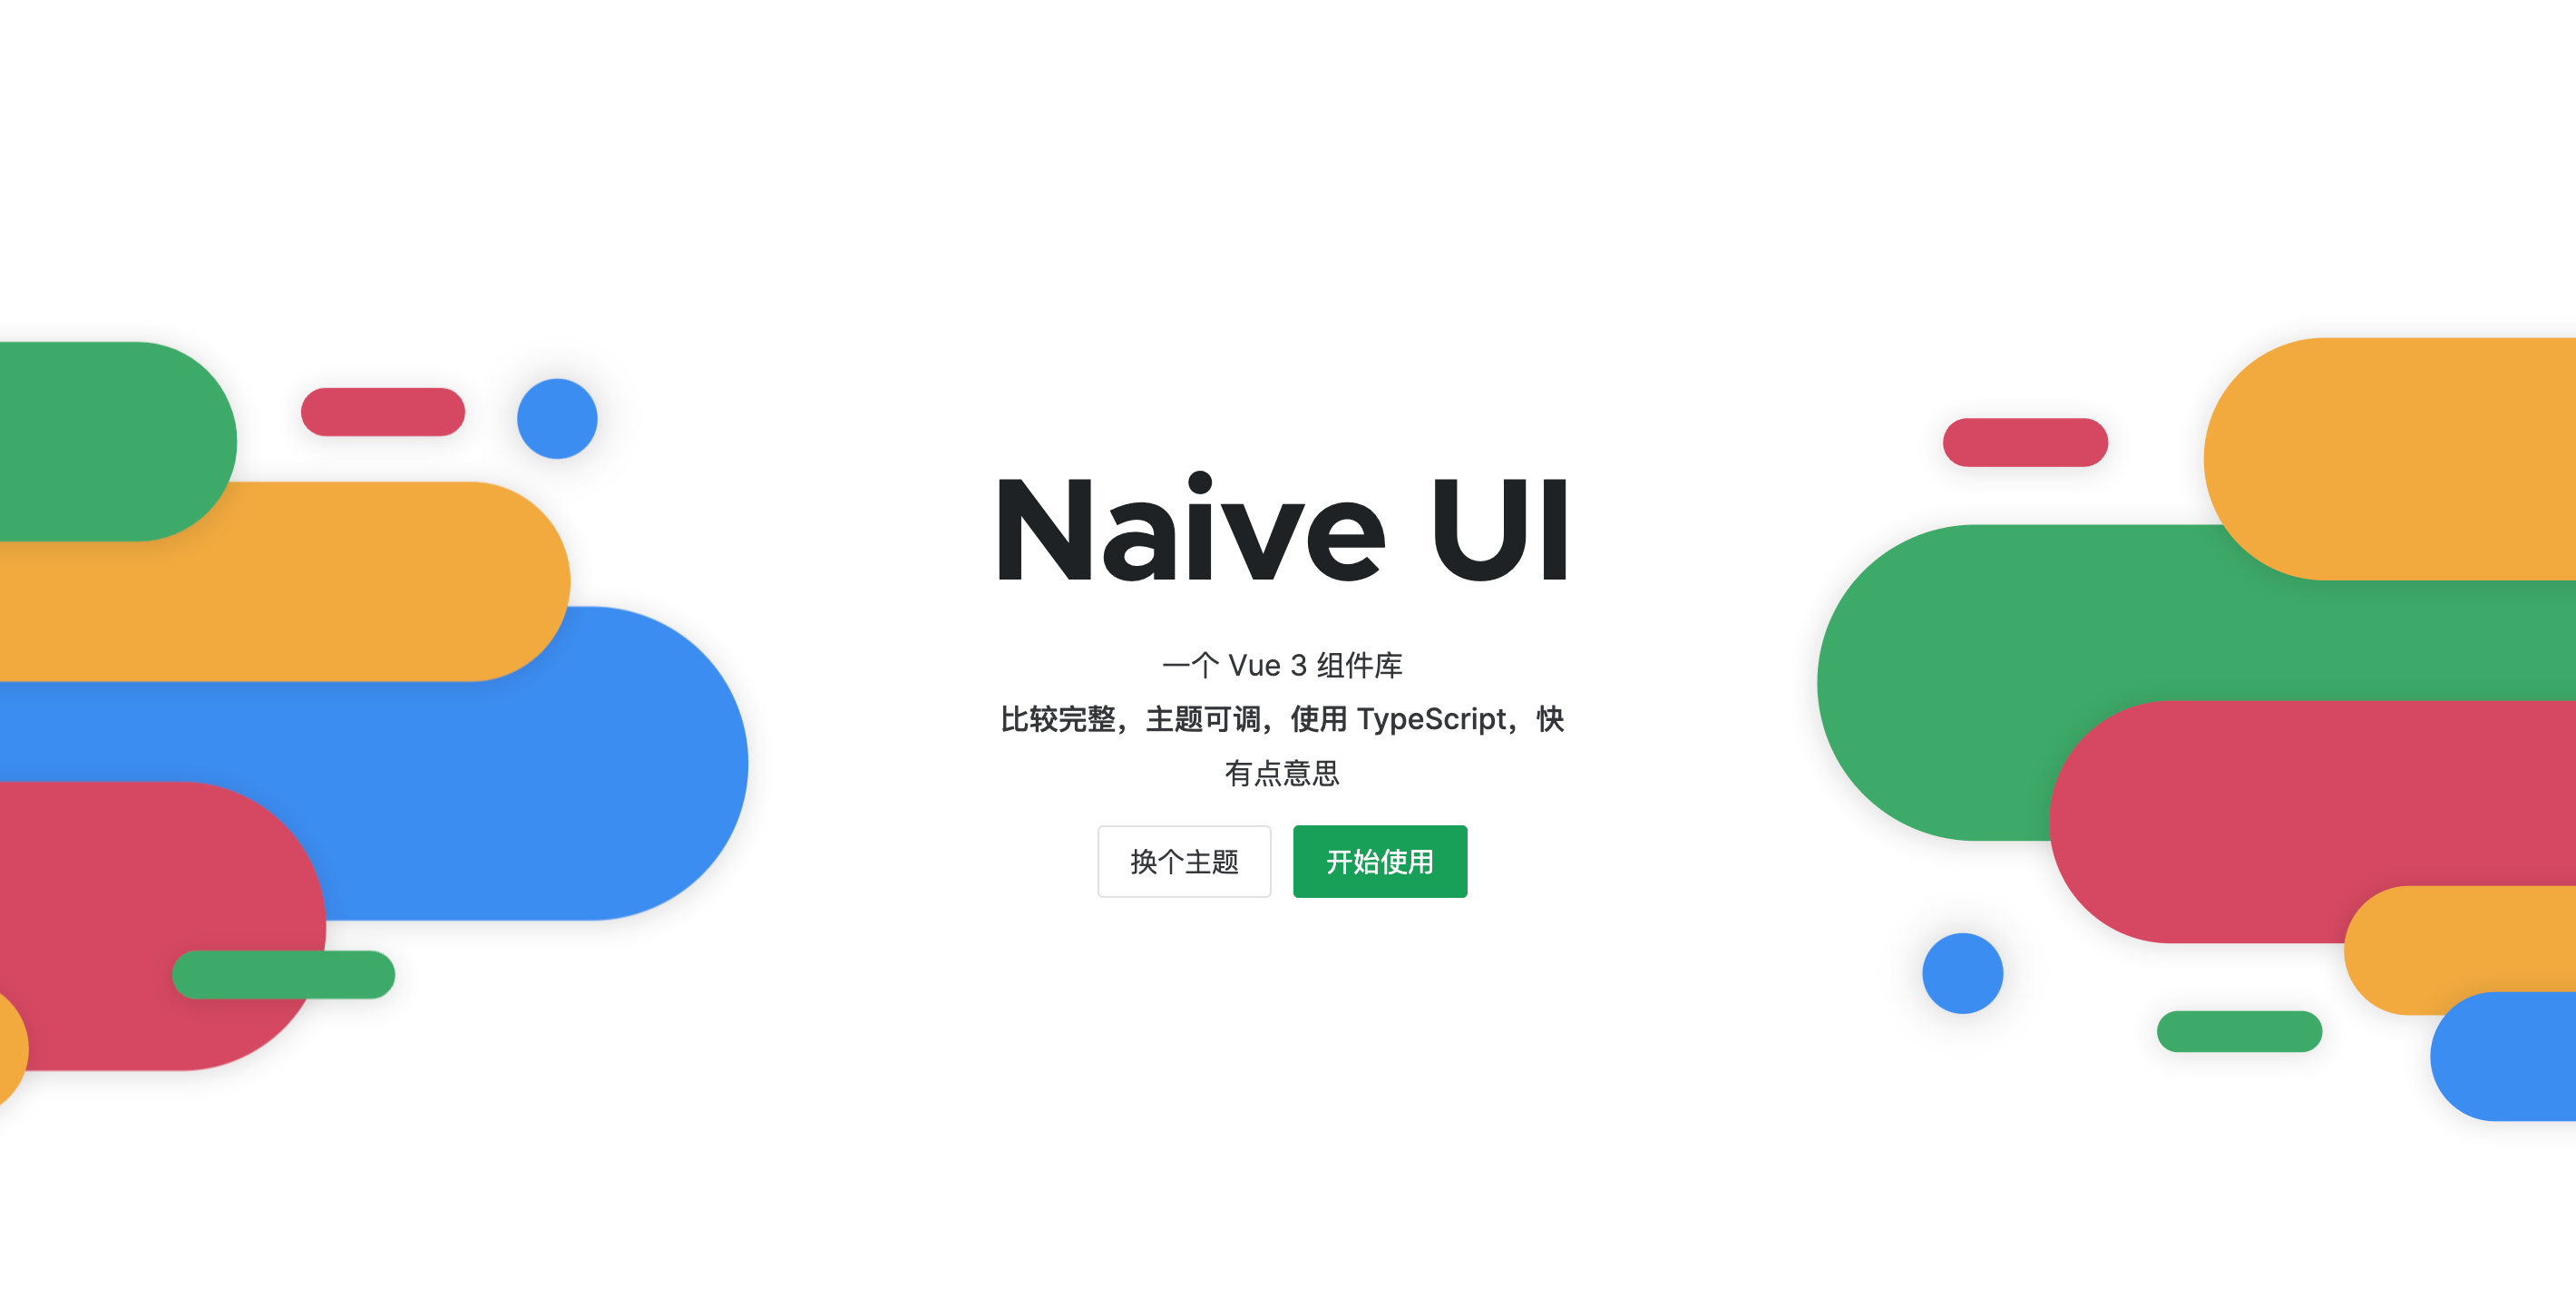 Naive UI
一个 Vue 3 组件库
比较完整，主题可调，使用 TypeScript，快
有点意思
换个主题
开始使用